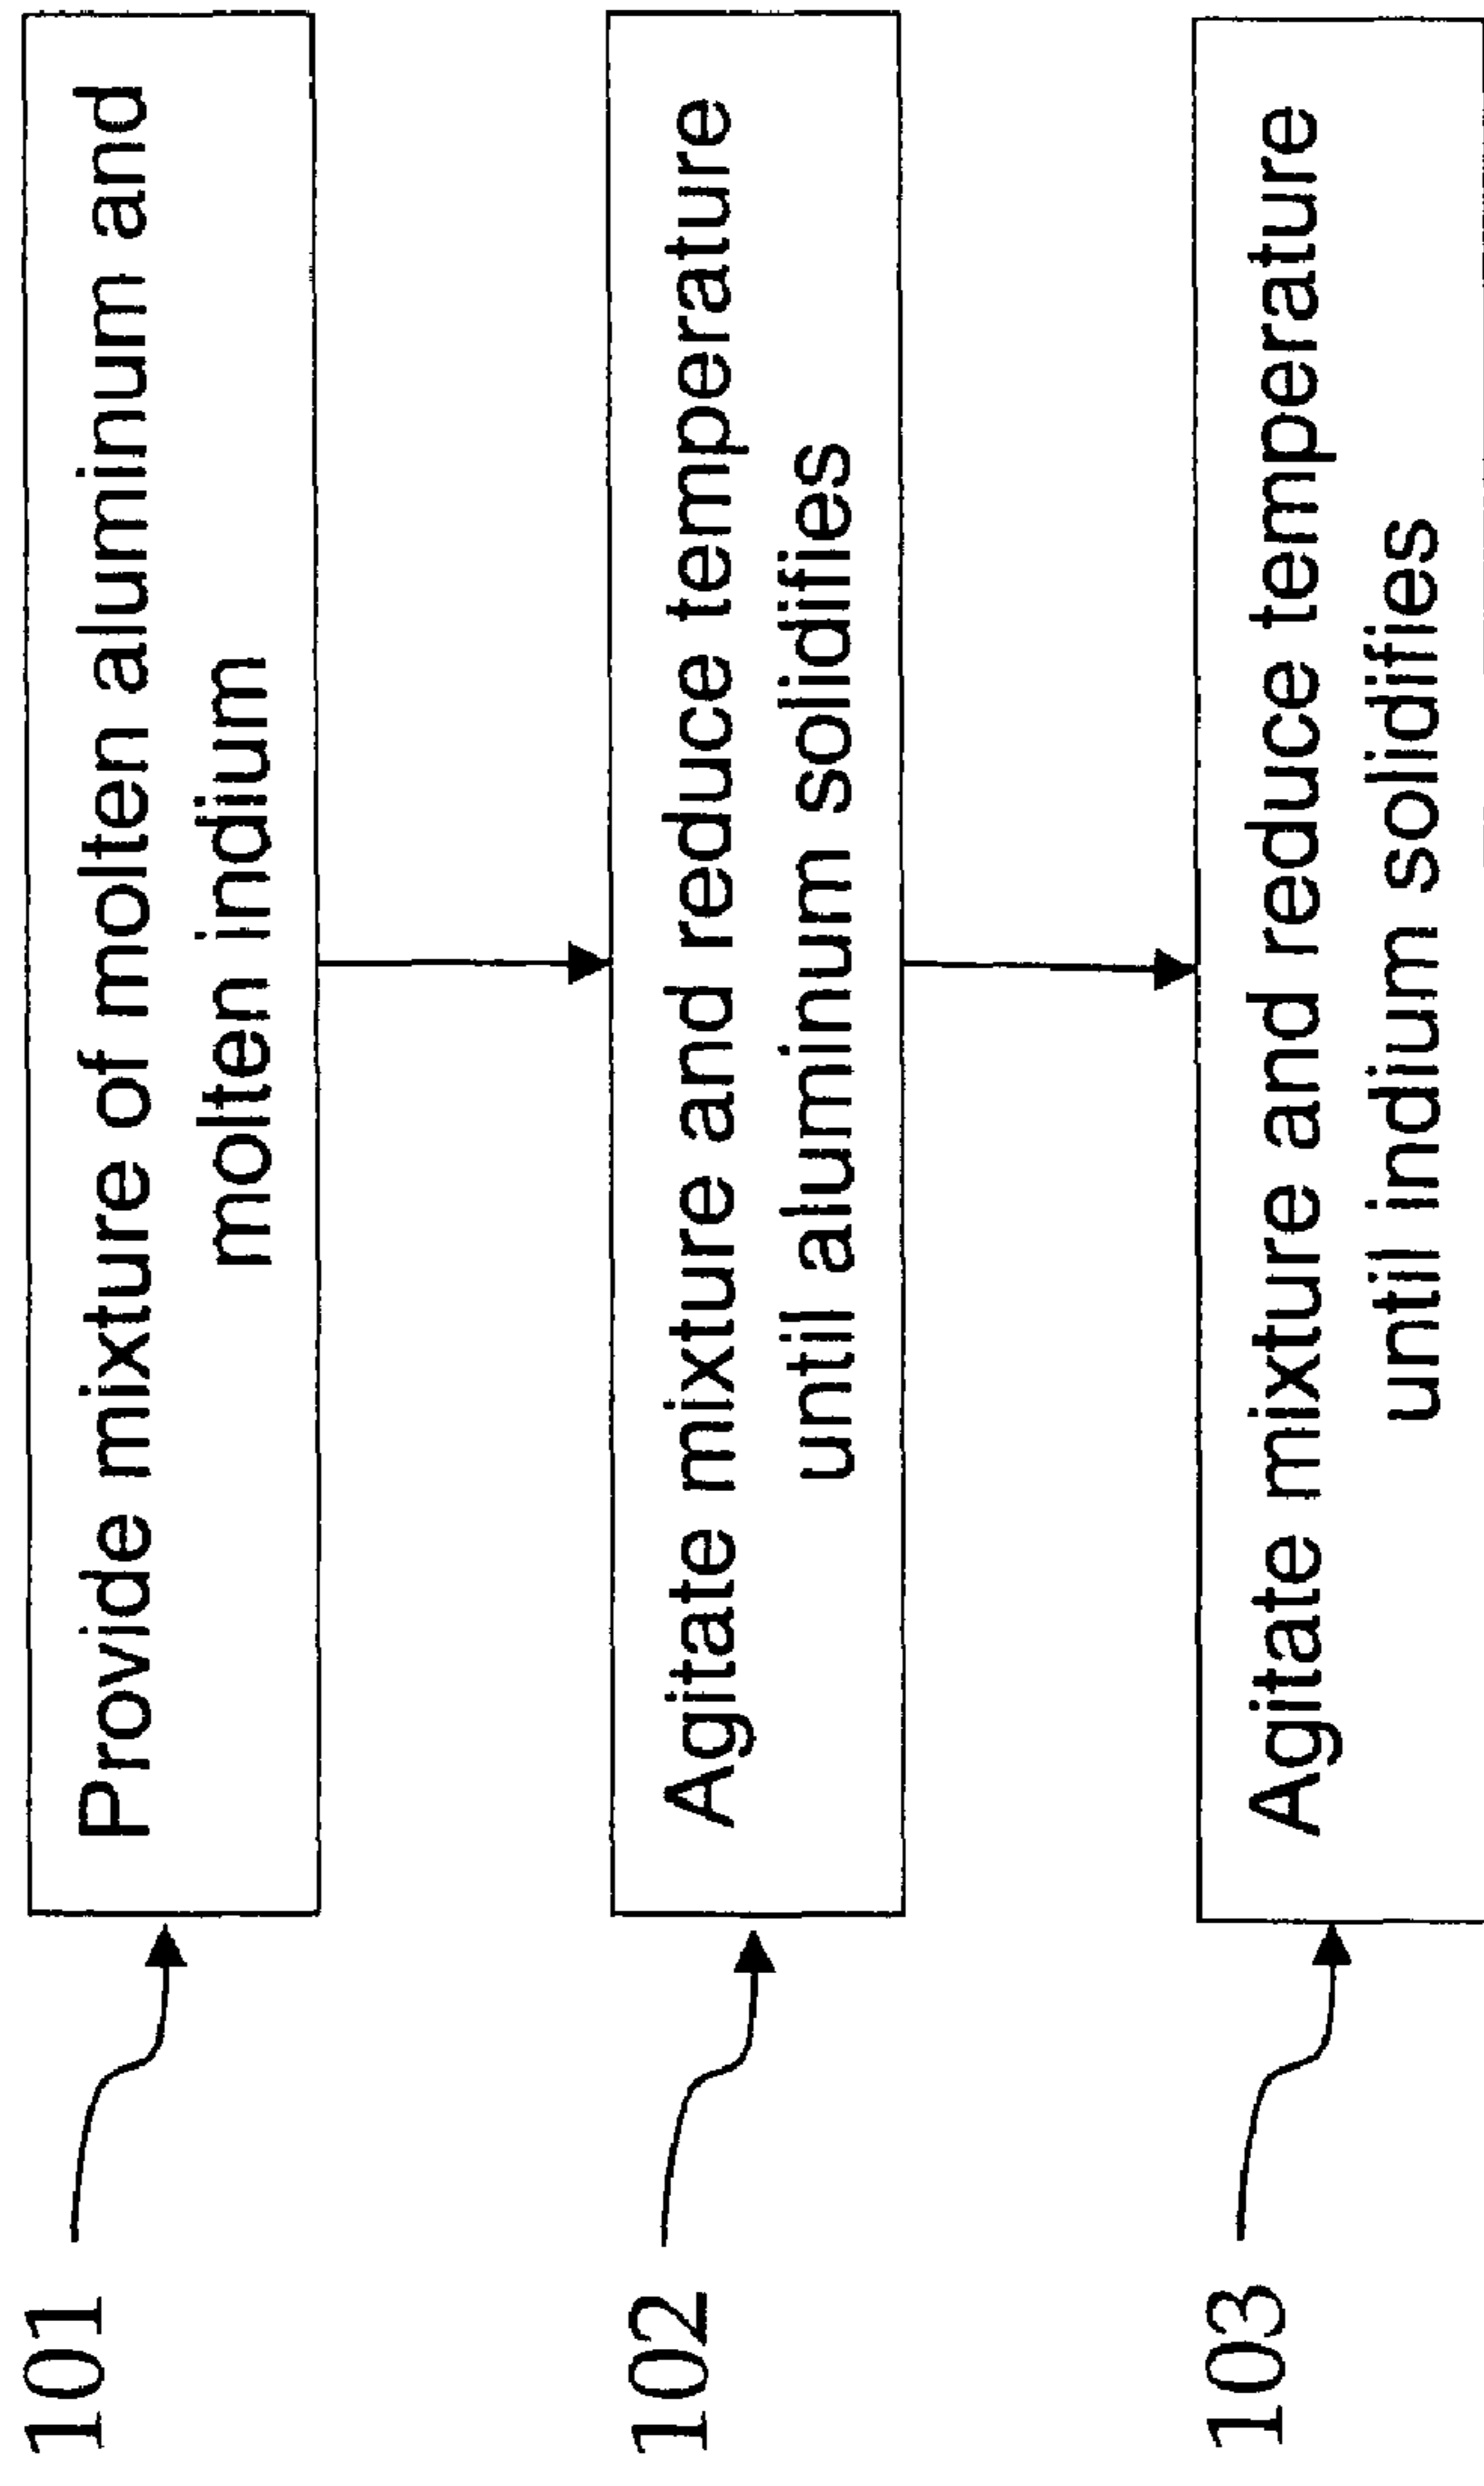 101
Provide mixture of molten aluminum and
molten indium
102
Agitate mixture and reduce temperature
until aluminum solidifies
103
Agitate mixture and reduce temperature
until indium solidifies